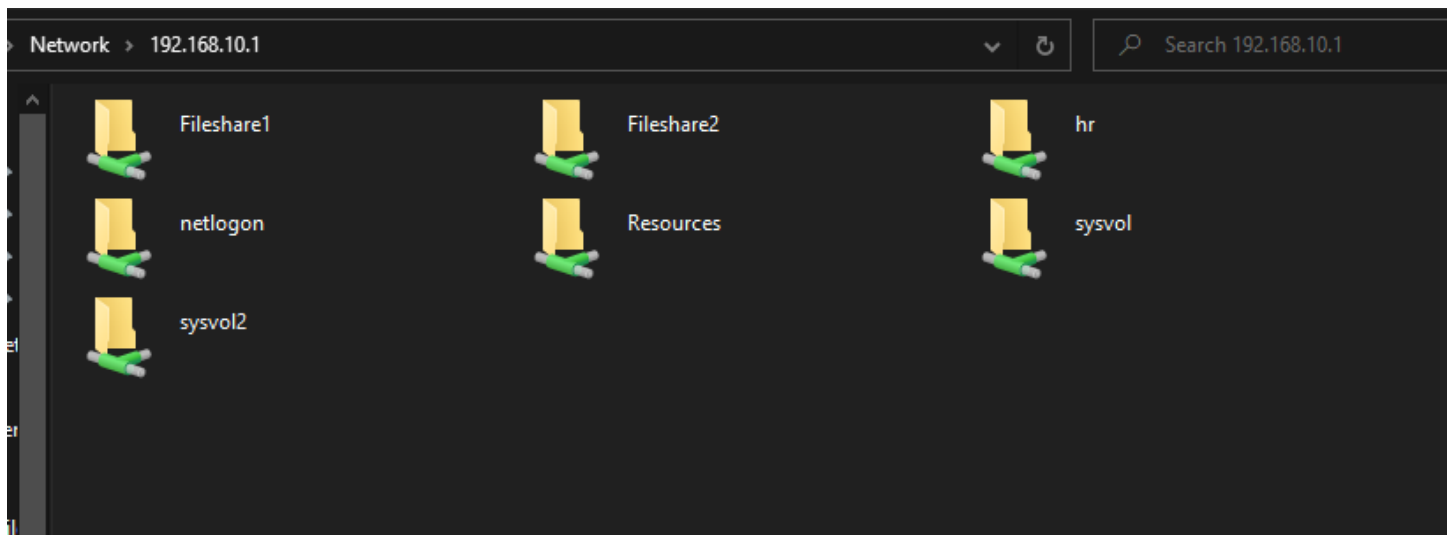 Network > 192.168.10.1
Search 192.168.10.1
Fileshare1
Fileshare2
hr
netlogon
Resources
sysvol
sysvol2